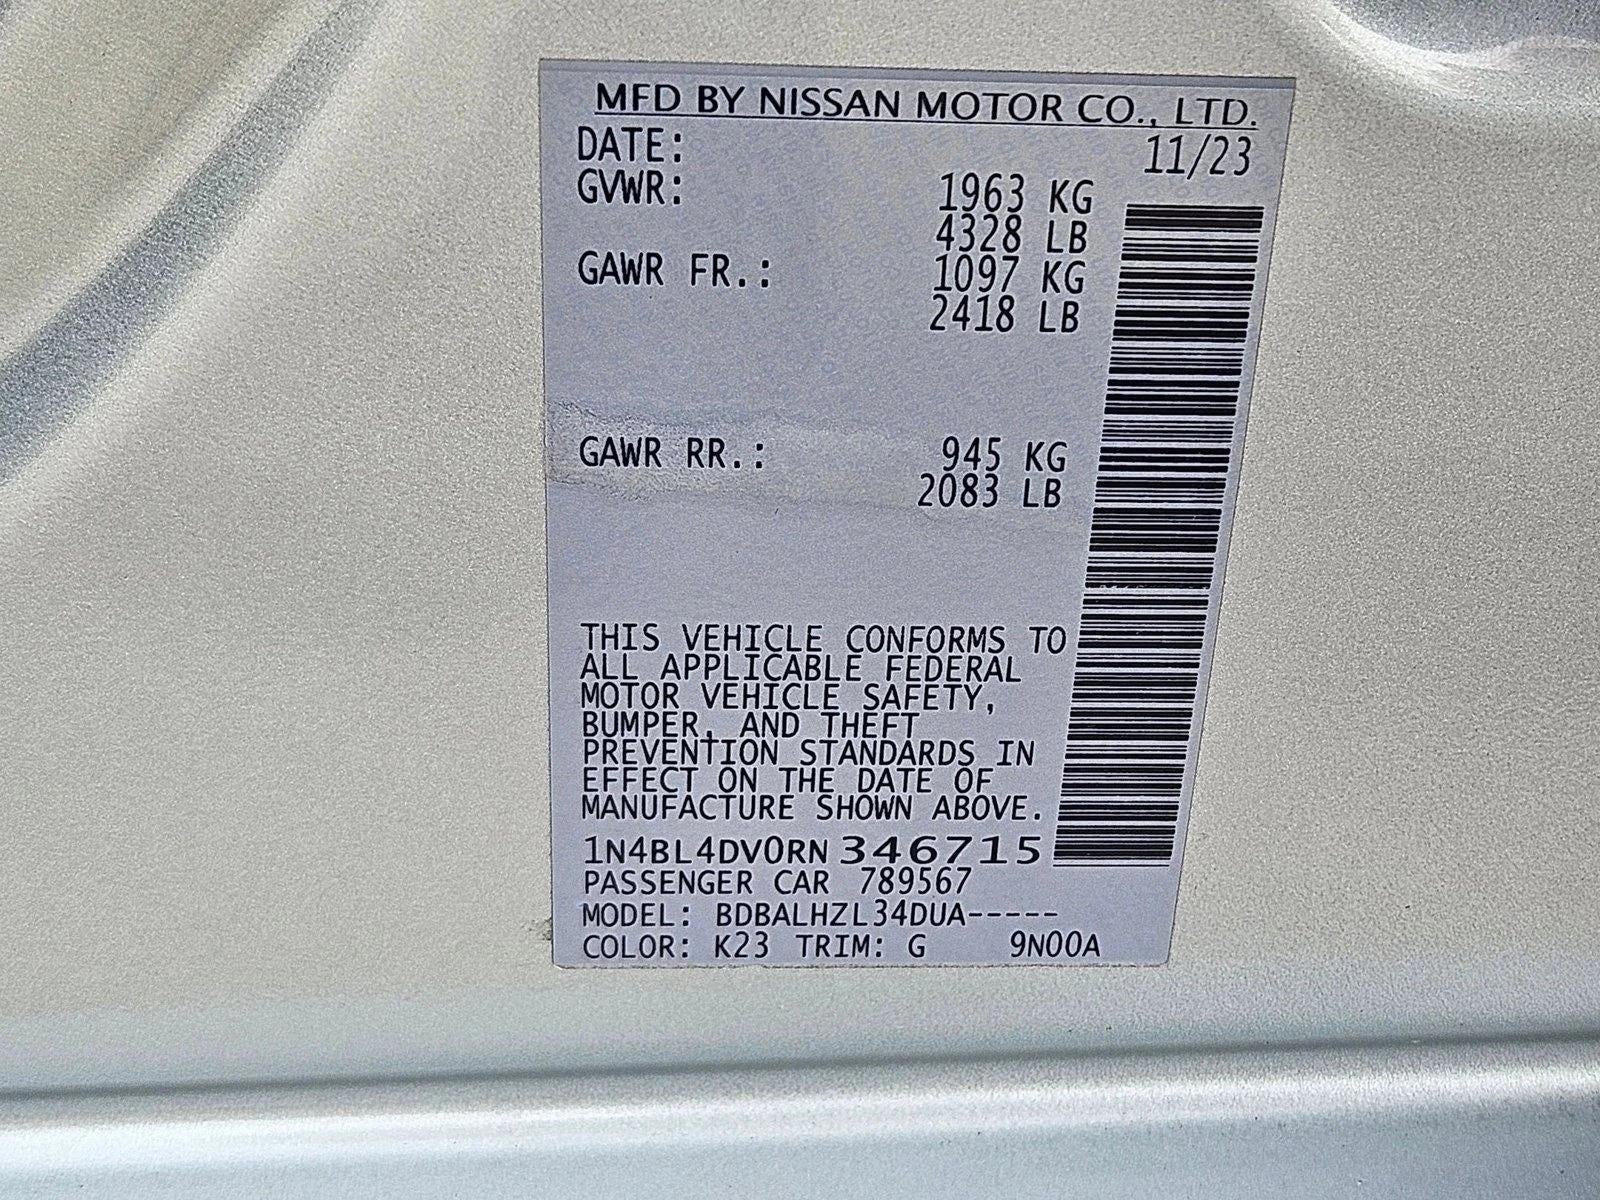 MFD BY NISSAN MOTOR CO., LTD.
DATE: 11/23
GVWR: 1963 KG
4328 LB
GAWR FR.: 1097 KG
2418 LB
GAWR RR.: 945 KG
2083 LB
THIS VEHICLE CONFORMS TO
ALL APPLICABLE FEDERAL
MOTOR VEHICLE SAFETY,
BUMPER, AND THEFT
PREVENTION STANDARDS IN
EFFECT ON THE DATE OF
MANUFACTURE SHOWN ABOVE.
1N4BL4DV0RN346715
PASSENGER CAR 789567
MODEL: BDBALHZL34DUA-----
COLOR: K23 TRIM: G 9N00A